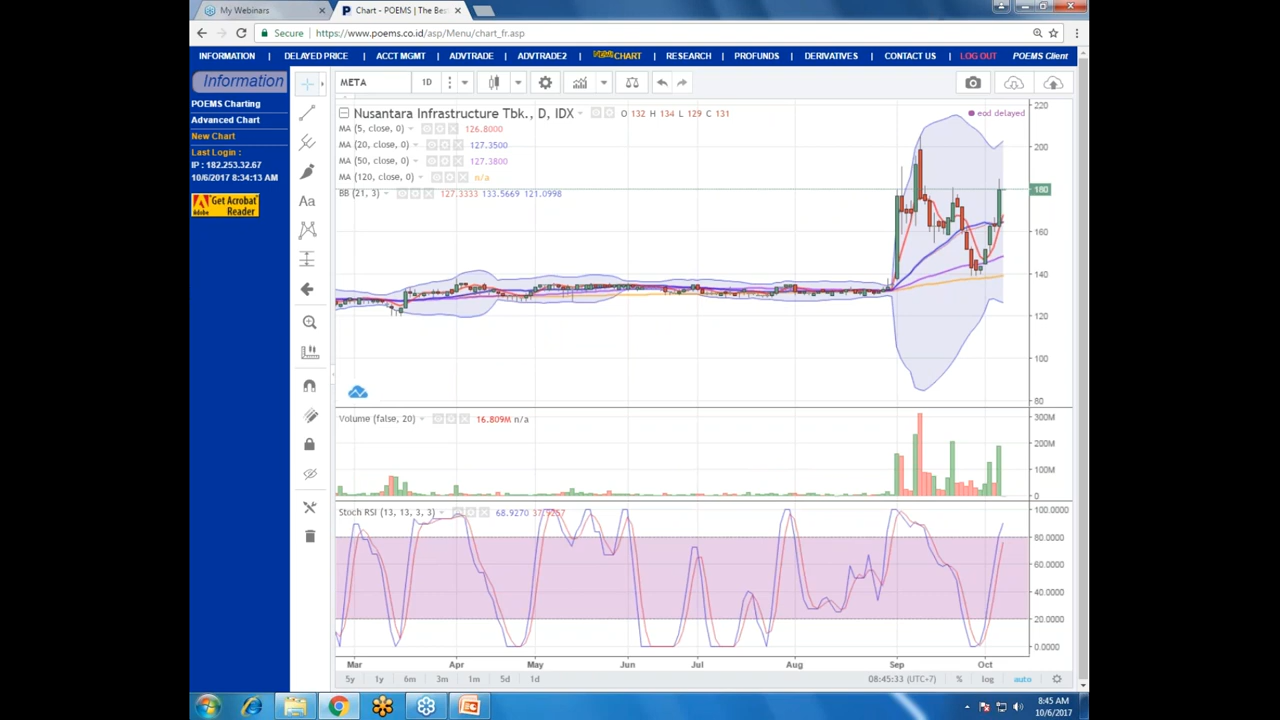 My Webinars
Chart - POEMS | The Bes
Secure
https://www.poems.co.id/asp/Menu/chart_fr.asp
INFORMATION DELAYED PRICE ACCT MGMT ADVTRADE ADVTRADE2 CHART RESEARCH PROFUNDS DERIVATIVES CONTACT US LOG OUT POEMS Client
Information
POEMS Charting
Advanced Chart
New Chart
Last Login :
IP : 182.253.32.67
10/6/2017 8:34:13 AM
Get Acrobat
Reader
META 1D
Nusantara Infrastructure Tbk., D, IDX O 132 H 134 L 129 C 131
eod delayed
MA (5, close, 0) 126.8000
MA (20, close, 0) 127.3500
MA (50, close, 0) 127.3800
MA (120, close, 0) n/a
BB (21, 3) 127.3333 133.5669 121.0998
220
200
180
160
140
120
100
80
Volume (false, 20) 16.809M n/a
300M
200M
100M
0
Stoch RSI (13, 13, 3, 3) 68.9270 37.9257
100.0000
80.0000
60.0000
40.0000
20.0000
0.0000
Mar Apr May Jun Jul Aug Sep Oct
5y 1y 6m 3m 1m 5d 1d 08:45:33 (UTC+7) % log auto
8:45 AM
10/6/2017